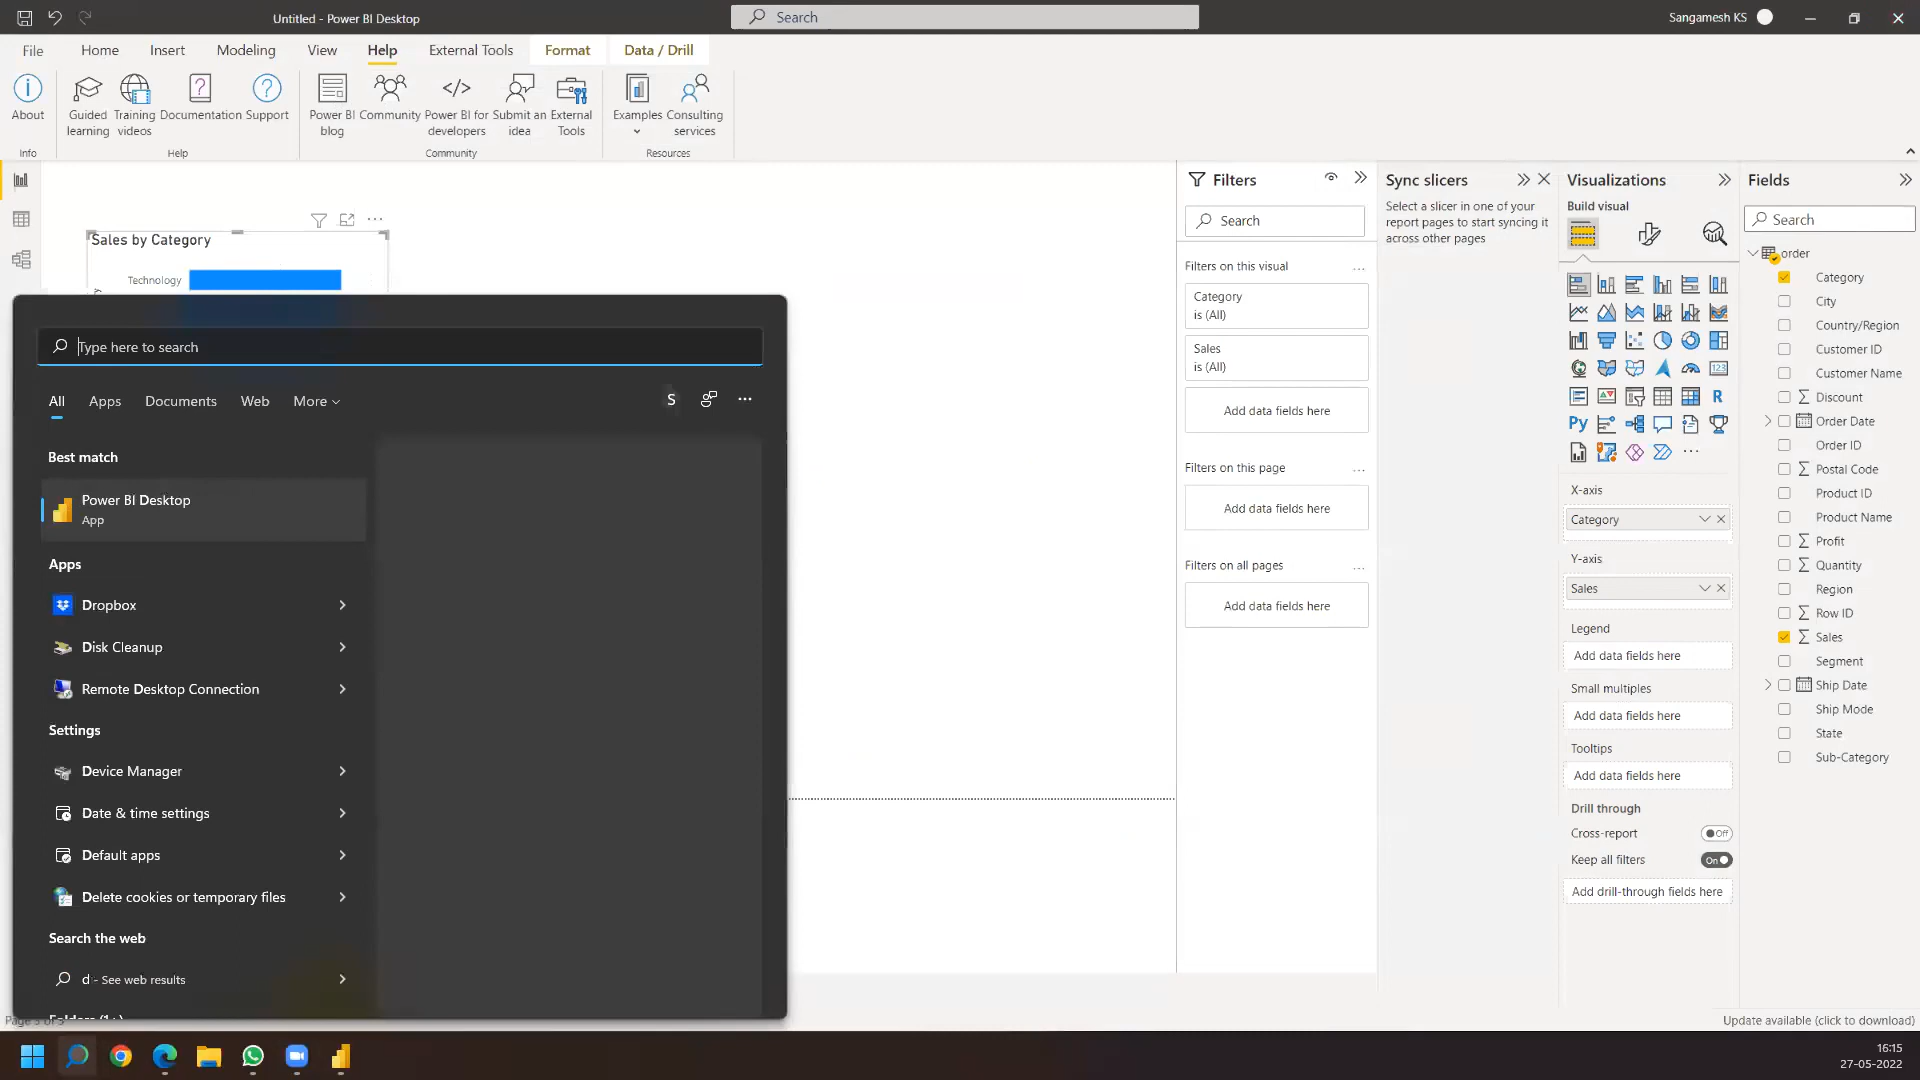 Untitled - Power BI Desktop
Search
Sangamesh KS
File
Home
Insert
Modeling
View
Help
External Tools
Format
Data / Drill
About
Guided learning
Training videos
Documentation
Support
Power BI blog
Community
Power BI for developers
Submit an idea
External Tools
Examples
Consulting services
Info
Help
Community
Resources
Sales by Category
Technology
Type here to search
All
Apps
Documents
Web
More
S
Best match
Power BI Desktop
App
Apps
Dropbox
Disk Cleanup
Remote Desktop Connection
Settings
Device Manager
Date & time settings
Default apps
Delete cookies or temporary files
Search the web
d - See web results
Filters
Search
Filters on this visual
Category
is (All)
Sales
is (All)
Add data fields here
Filters on this page
Add data fields here
Filters on all pages
Add data fields here
Sync slicers
Select a slicer in one of your
report pages to start syncing it
across other pages
Visualizations
Build visual
123
R
Py
X-axis
Category
Y-axis
Sales
Legend
Add data fields here
Small multiples
Add data fields here
Tooltips
Add data fields here
Drill through
Cross-report
Off
Keep all filters
On
Add drill-through fields here
Fields
Search
order
Category
City
Country/Region
Customer ID
Customer Name
Discount
Order Date
Order ID
Postal Code
Product ID
Product Name
Profit
Quantity
Region
Row ID
Sales
Segment
Ship Date
Ship Mode
State
Sub-Category
Update available (click to download)
16:15
27-05-2022